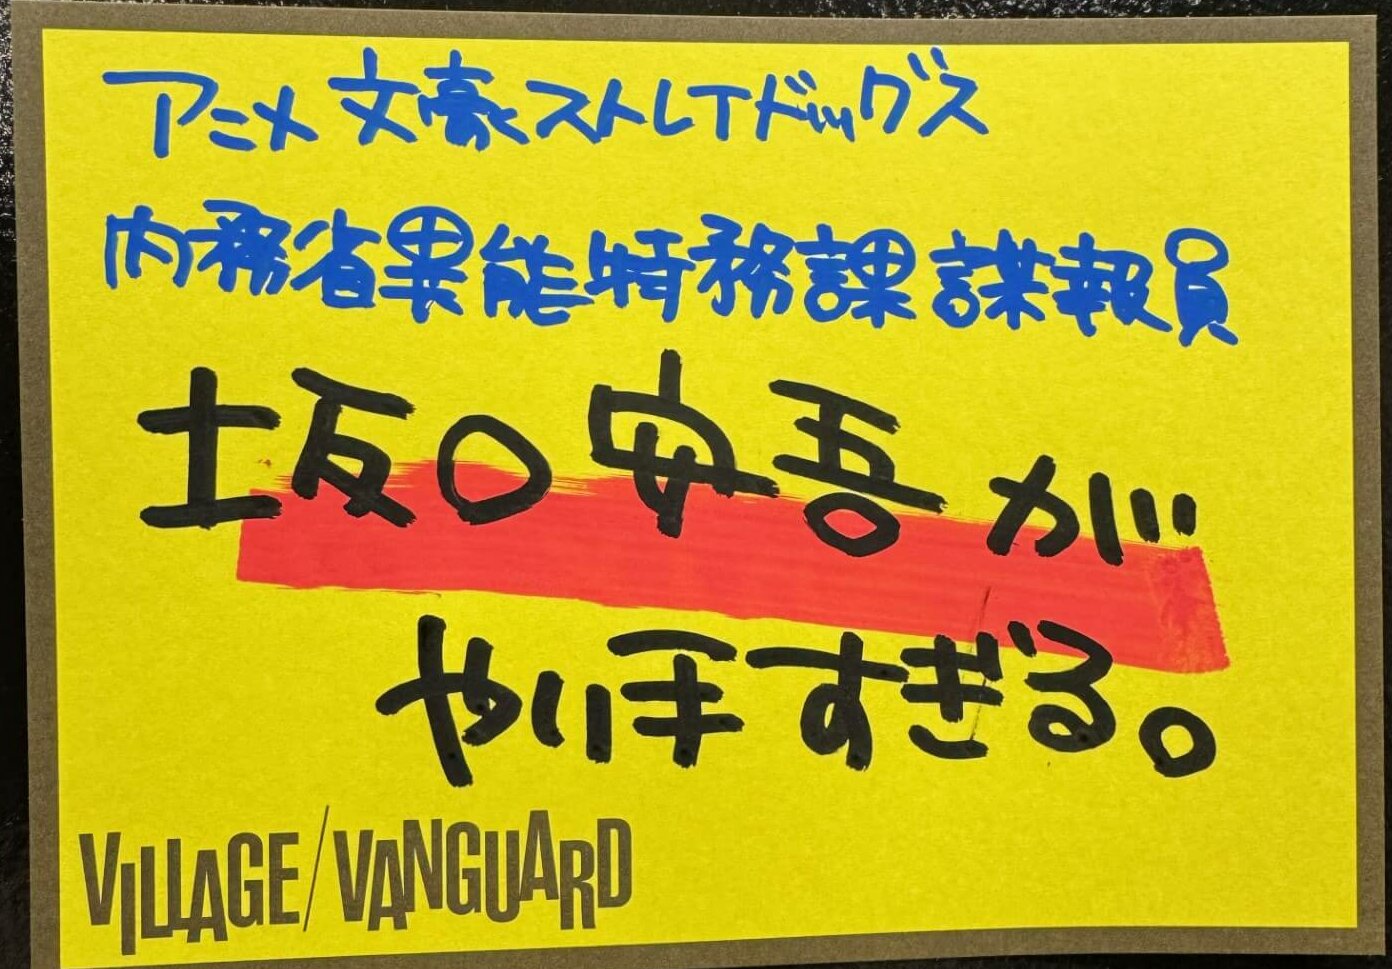 アニメ 文豪ストレイドッグス
内務省異能特務課 諜報員
坂口安吾が
やり手すぎる。
VILLAGE/VANGUARD